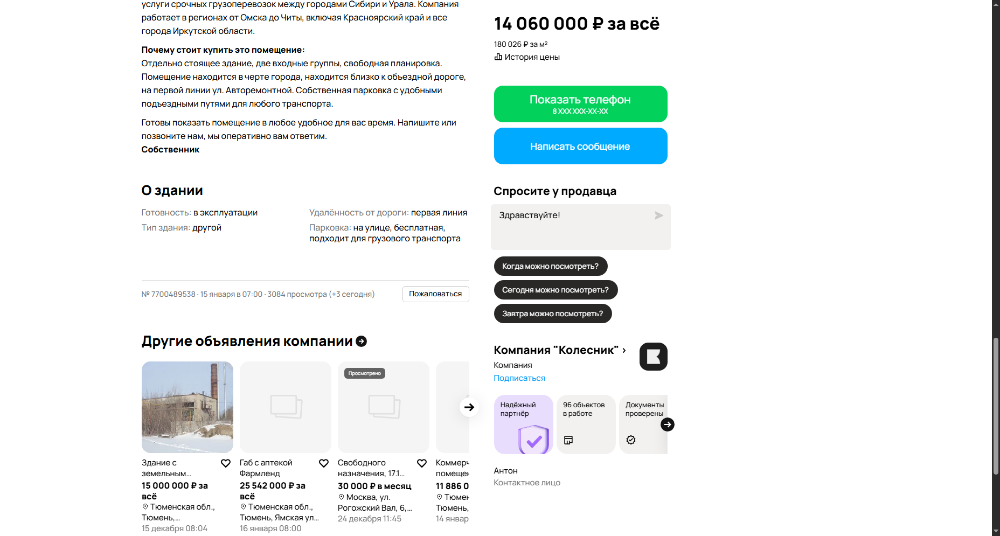 услуги срочных грузоперевозок между городами Сибири и Урала. Компания
работает в регионах от Омска до Читы, включая Красноярский край и все
города Иркутской области.
Почему стоит купить это помещение:
Отдельно стоящее здание, две входные группы, свободная планировка.
Помещение находится в черте города, находится близко к объездной дороге,
на первой линии ул. Авторемонтной. Собственная парковка с удобными
подъездными путями для любого транспорта.
Готовы показать помещение в любое удобное для вас время. Напишите или
позвоните нам, мы оперативно вам ответим.
Собственник
О здании
Готовность: в эксплуатации
Тип здания: другой
Удалённость от дороги: первая линия
Парковка: на улице, бесплатная,
подходит для грузового транспорта
№ 7700489538 · 15 января в 07:00 · 3084 просмотра (+3 сегодня)
Пожаловаться
Другие объявления компании
Здание с
земельным...
15 000 000 ₽ за
всё
Тюменская обл.,
Тюмень,...
15 декабря 08:04
Габ с аптекой
Фармленд
25 542 000 ₽ за
всё
Тюменская обл.,
Тюмень, Ямская ул...
16 января 08:00
Просмотрено
Свободного
назначения, 17.1...
30 000 ₽ в месяц
Москва, ул.
Рогожский Вал, 6,...
24 декабря 11:45
Коммерч
помещен
11 886 0
Тюмен
Тюмень,
14 январ
14 060 000 ₽ за всё
180 026 ₽ за м²
История цены
Показать телефон
8 XXX XXX-XX-XX
Написать сообщение
Спросите у продавца
Здравствуйте!
Когда можно посмотреть?
Сегодня можно посмотреть?
Завтра можно посмотреть?
Компания "Колесник"
Компания
Подписаться
Надёжный
партнёр
96 объектов
в работе
Документы
проверены
Антон
Контактное лицо